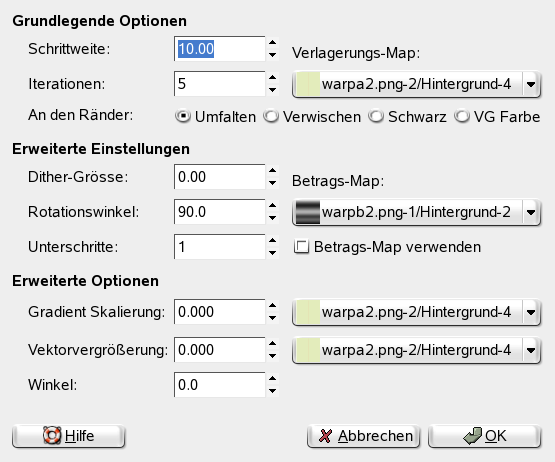 Grundlegende Optionen
Schrittweite: 10.00 Verlagerungs-Map:
Iterationen: 5 warpa2.png-2/Hintergrund-4
An den Ränder: Umfalten Verwischen Schwarz VG Farbe
Erweiterte Einstellungen
Dither-Grösse: 0.00 Betrags-Map:
Rotationswinkel: 90.0 warpb2.png-1/Hintergrund-2
Unterschritte: 1 Betrags-Map verwenden
Erweiterte Optionen
Gradient Skalierung: 0.000 warpa2.png-2/Hintergrund-4
Vektorvergrößerung: 0.000 warpa2.png-2/Hintergrund-4
Winkel: 0.0
Hilfe Abbrechen OK